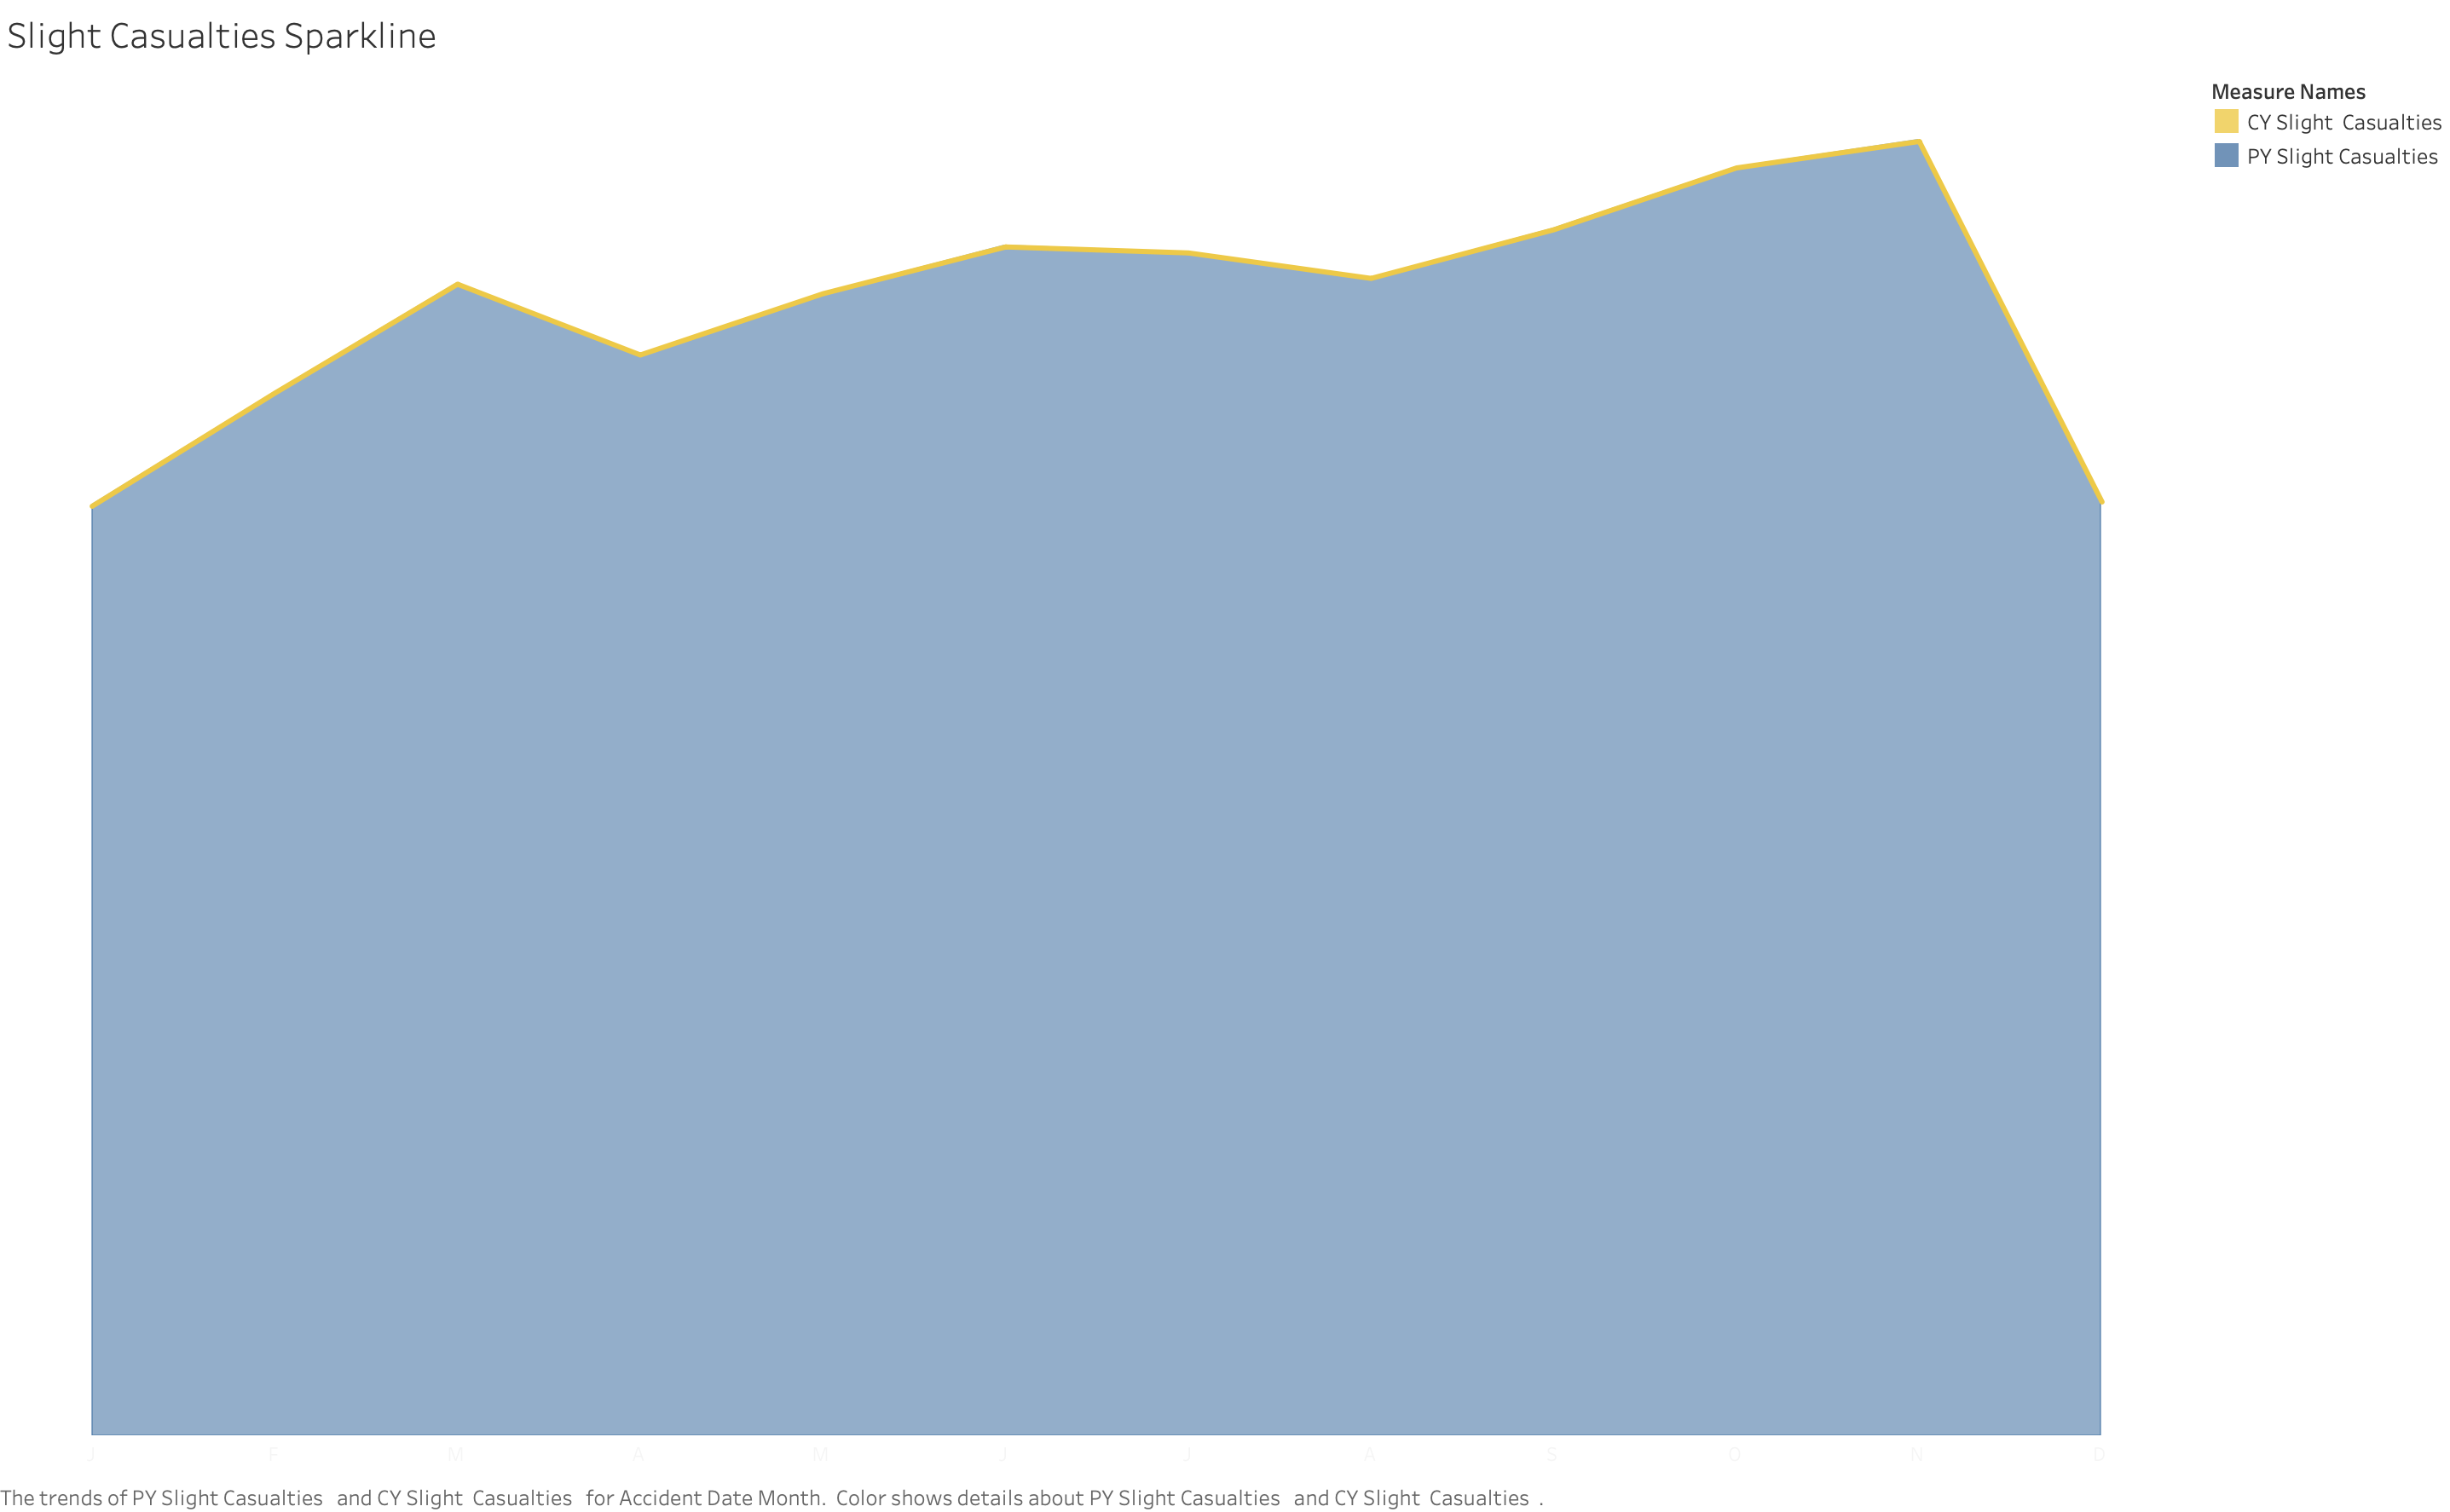 Slight Casualties Sparkline
Measure Names
CY Slight Casualties
PY Slight Casualties
J F M A M J J A S O N D
The trends of PY Slight Casualties and CY Slight Casualties for Accident Date Month. Color shows details about PY Slight Casualties and CY Slight Casualties .